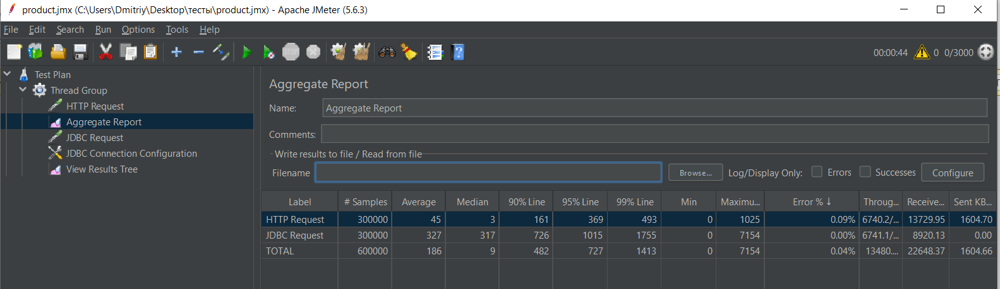 product.jmx (C:\Users\Dmitriy\Desktop\тесты\product.jmx) - Apache JMeter (5.6.3)
File Edit Search Run Options Tools Help
STOP 00:00:44 0 0/3000
Test Plan
Thread Group
HTTP Request
Aggregate Report
JDBC Request
JDBC Connection Configuration
View Results Tree
Aggregate Report
Name: Aggregate Report
Comments:
Write results to file / Read from file
Filename Browse... Log/Display Only: Errors Successes Configure
Label # Samples Average Median 90% Line 95% Line 99% Line Min Maximu... Error % ↓ Throug... Receive... Sent KB...
HTTP Request 300000 45 3 161 369 493 0 1025 0.09% 6740.2/... 13729.95 1604.70
JDBC Request 300000 327 317 726 1015 1755 0 7154 0.00% 6741.1/... 8920.13 0.00
TOTAL 600000 186 9 482 727 1413 0 7154 0.04% 13480.... 22648.37 1604.66